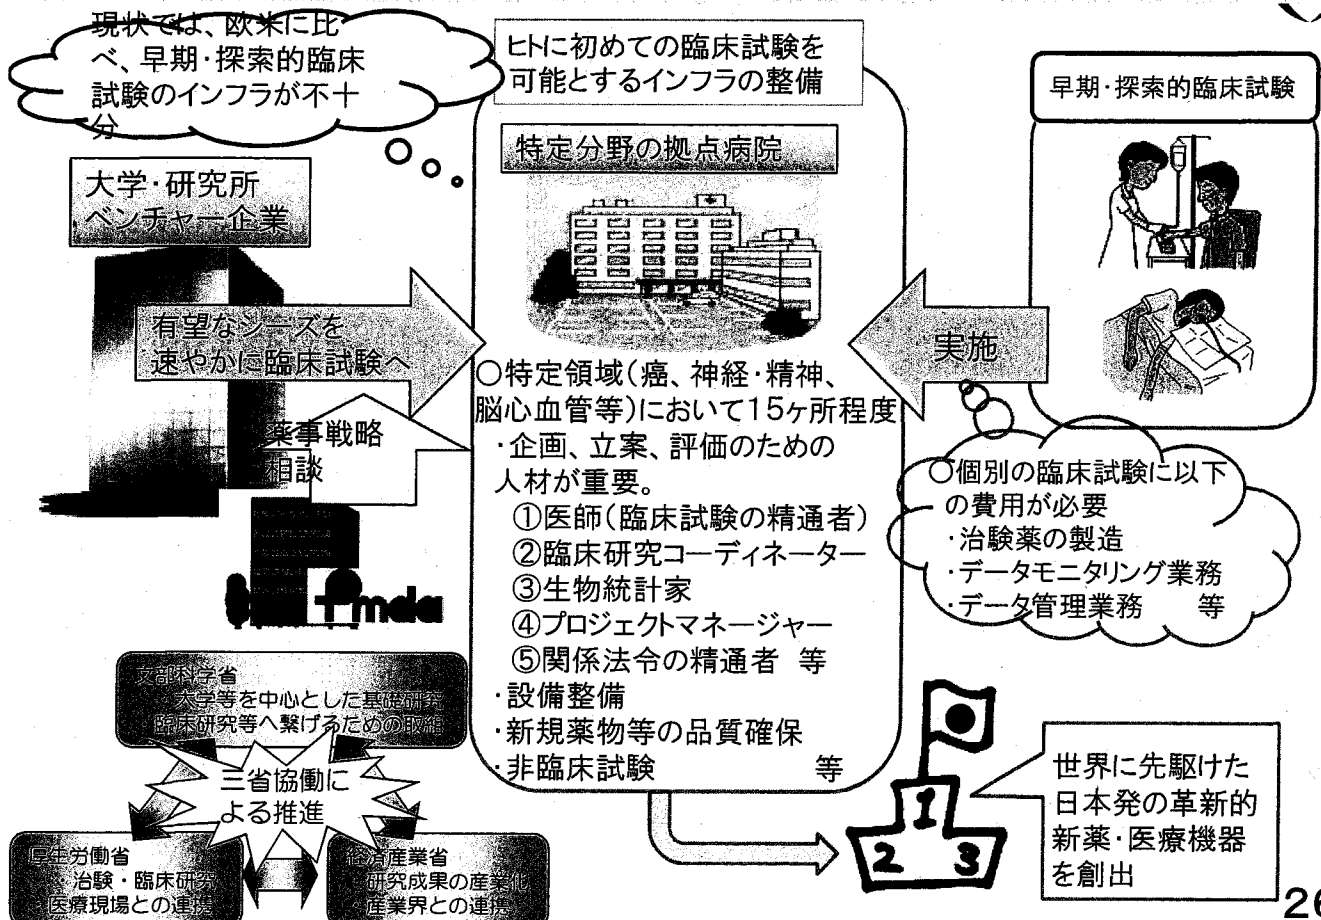 現状では、欧米に比
べ、早期・探索的臨床
試験のインフラが不十
分
大学・研究所
ベンチャー企業
有望なシーズを
速やかに臨床試験へ
薬事戦略
相談
pmda
文部科学省
大学等を中心とした基礎研究
臨床研究等へ繋げるための取組
三省協働に
よる推進
厚生労働省
・治験・臨床研究
医療現場との連携
経済産業省
研究成果の産業化
産業界との連携
ヒトに初めての臨床試験を
可能とするインフラの整備
特定分野の拠点病院
○特定領域(癌、神経・精神、
脳心血管等)において15ヶ所程度
・企画、立案、評価のための
人材が重要。
①医師(臨床試験の精通者)
②臨床研究コーディネーター
③生物統計家
④プロジェクトマネージャー
⑤関係法令の精通者 等
・設備整備
・新規薬物等の品質確保
・非臨床試験 等
早期・探索的臨床試験
実施
○個別の臨床試験に以下
の費用が必要
・治験薬の製造
・データモニタリング業務
・データ管理業務 等
1
2 3
世界に先駆けた
日本発の革新的
新薬・医療機器
を創出
26